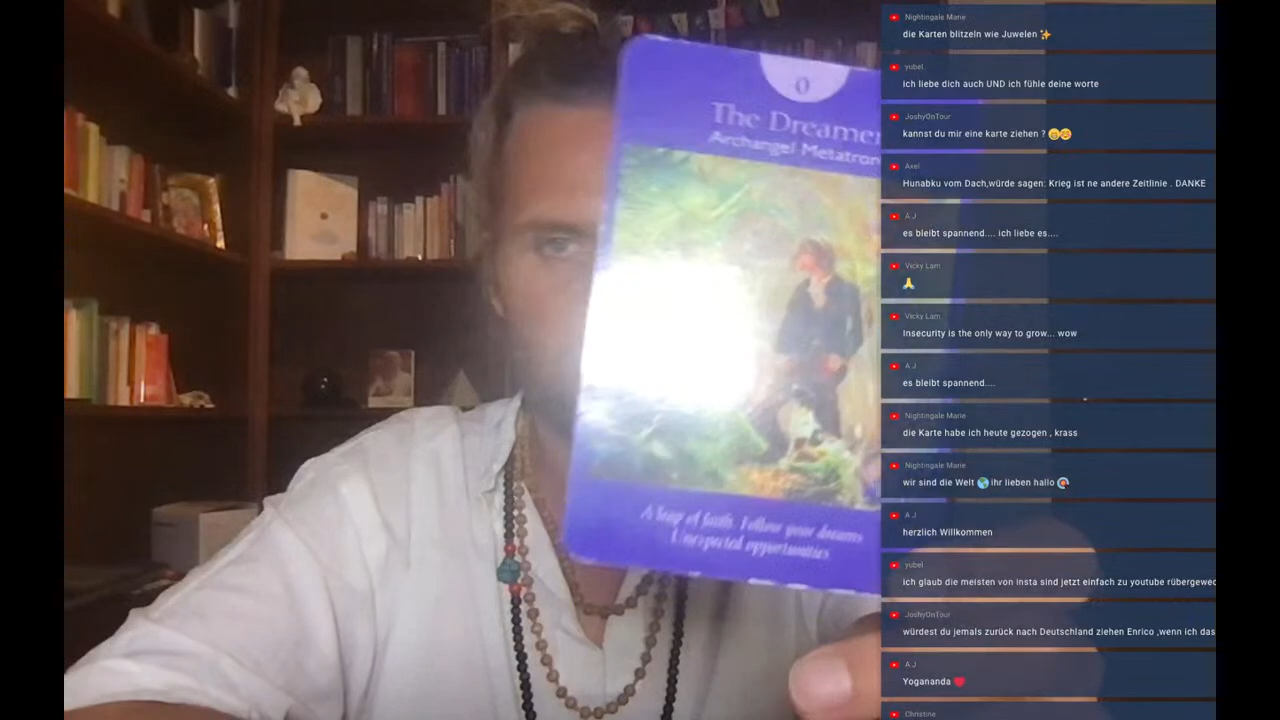 0
The Dreamer
Archangel Metatron
A leap of faith. Follow your dreams
Unexpected opportunities
Nightingale Marie
die Karten blitzeln wie Juwelen ✨
yubel
ich liebe dich auch UND ich fühle deine worte
JoshyOnTour
kannst du mir eine karte ziehen ?
Axel
Hunabku vom Dach,würde sagen: Krieg ist ne andere Zeitlinie . DANKE
A J
es bleibt spannend.... ich liebe es....
Vicky Lam
🙏
Vicky Lam
Insecurity is the only way to grow... wow
A J
es bleibt spannend....
Nightingale Marie
die Karte habe ich heute gezogen , krass
Nightingale Marie
wir sind die Welt 🌎 ihr lieben hallo
A J
herzlich Willkommen
yubel
ich glaub die meisten von insta sind jetzt einfach zu youtube rübergewec
JoshyOnTour
würdest du jemals zurück nach Deutschland ziehen Enrico ,wenn ich das
A J
Yogananda ❤️
Christine